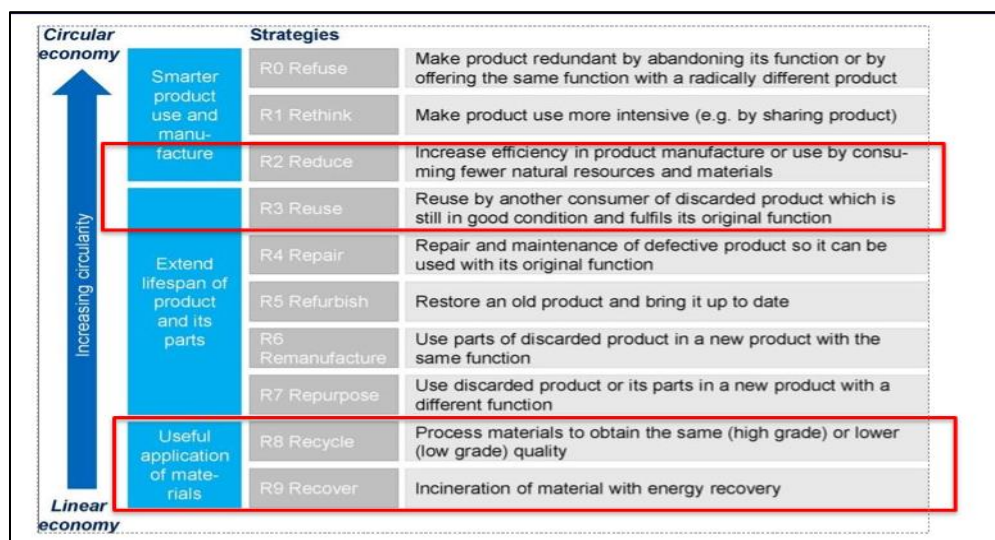 Circular
economy
Strategies
Smarter
product
use and
manu-
facture
R0 Refuse
Make product redundant by abandoning its function or by
offering the same function with a radically different product
R1 Rethink
Make product use more intensive (e.g. by sharing product)
R2 Reduce
Increase efficiency in product manufacture or use by consu-
ming fewer natural resources and materials
Increasing circularity
Extend
lifespan of
product
and its
parts
R3 Reuse
Reuse by another consumer of discarded product which is
still in good condition and fulfils its original function
R4 Repair
Repair and maintenance of defective product so it can be
used with its original function
R5 Refurbish
Restore an old product and bring it up to date
R6
Remanufacture
Use parts of discarded product in a new product with the
same function
R7 Repurpose
Use discarded product or its parts in a new product with a
different function
Useful
application
of mate-
rials
R8 Recycle
Process materials to obtain the same (high grade) or lower
(low grade) quality
R9 Recover
Incineration of material with energy recovery
Linear
economy